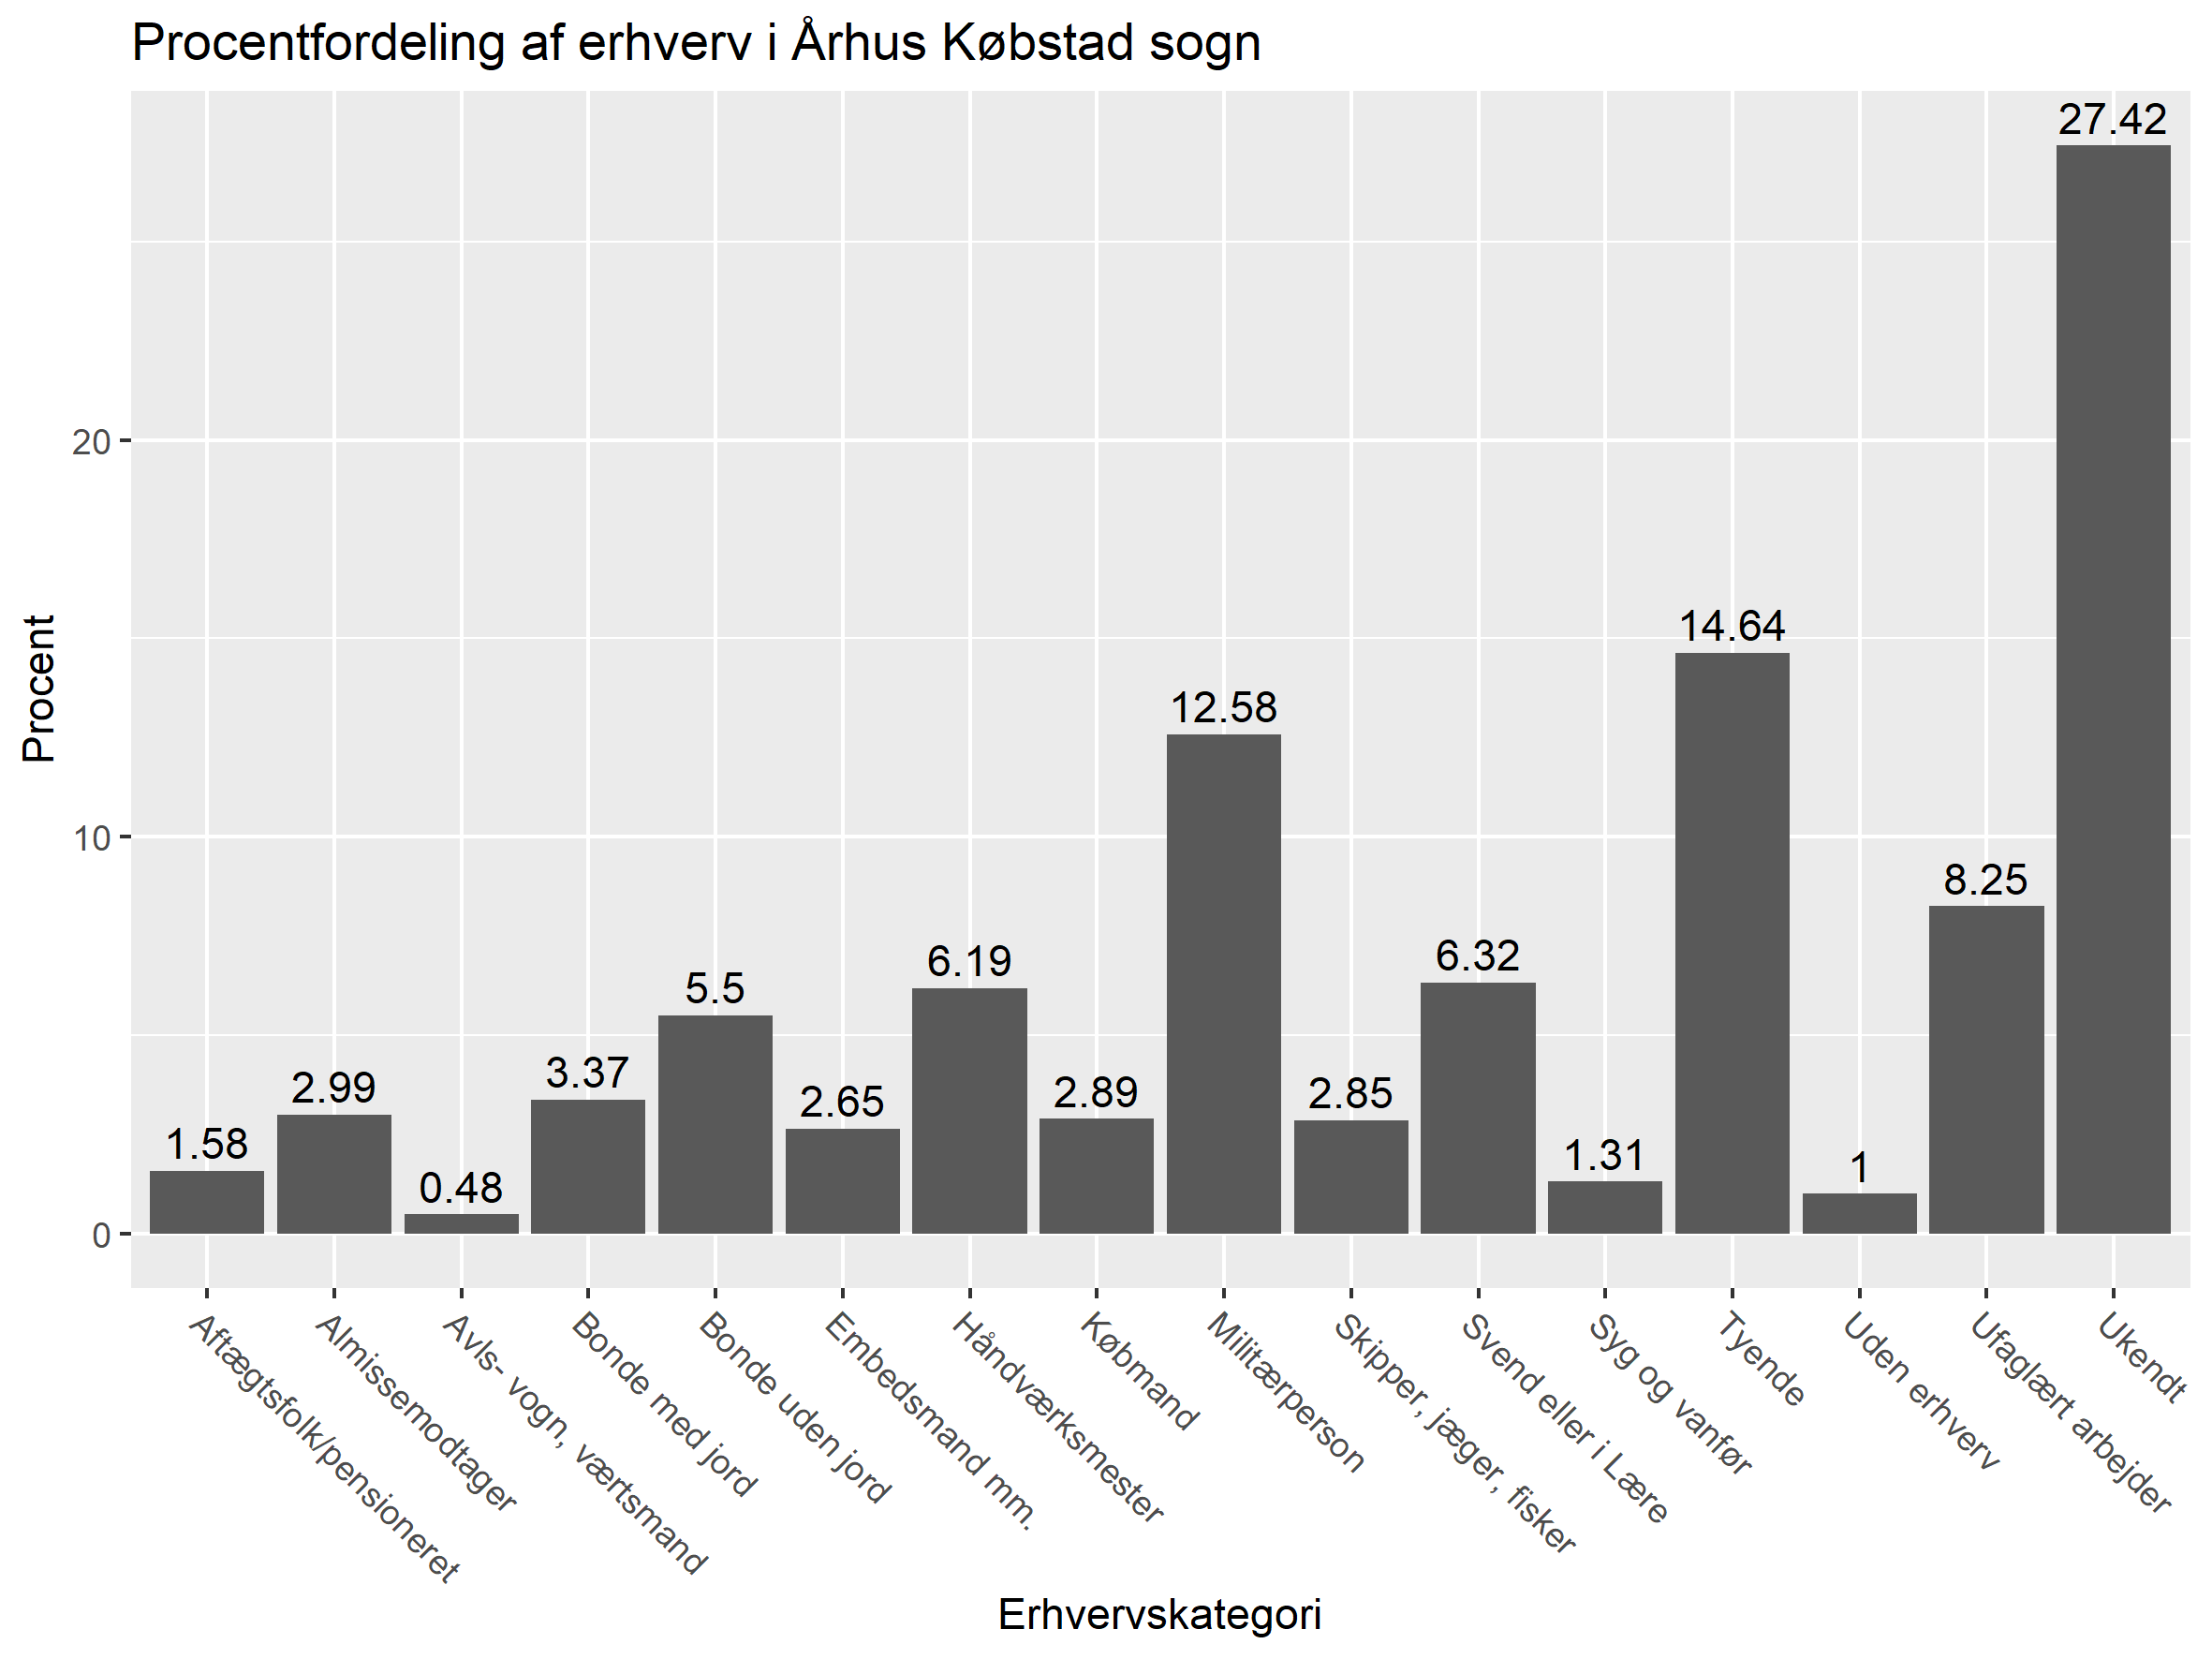 Procentfordeling af erhverv i Århus Købstad sogn
Procent
20
10
0
1.58
2.99
0.48
3.37
5.5
2.65
6.19
2.89
12.58
2.85
6.32
1.31
14.64
1
8.25
27.42
Aftægtsfolk/pensioneret
Almissemodtager
Avls- vogn, værtsmand
Bonde med jord
Bonde uden jord
Embedsmand mm.
Håndværksmester
Købmand
Militærperson
Skipper, jæger, fisker
Svend eller i Lære
Syg og vanfør
Tyende
Uden erhverv
Ufaglært arbejder
Ukendt
Erhvervskategori